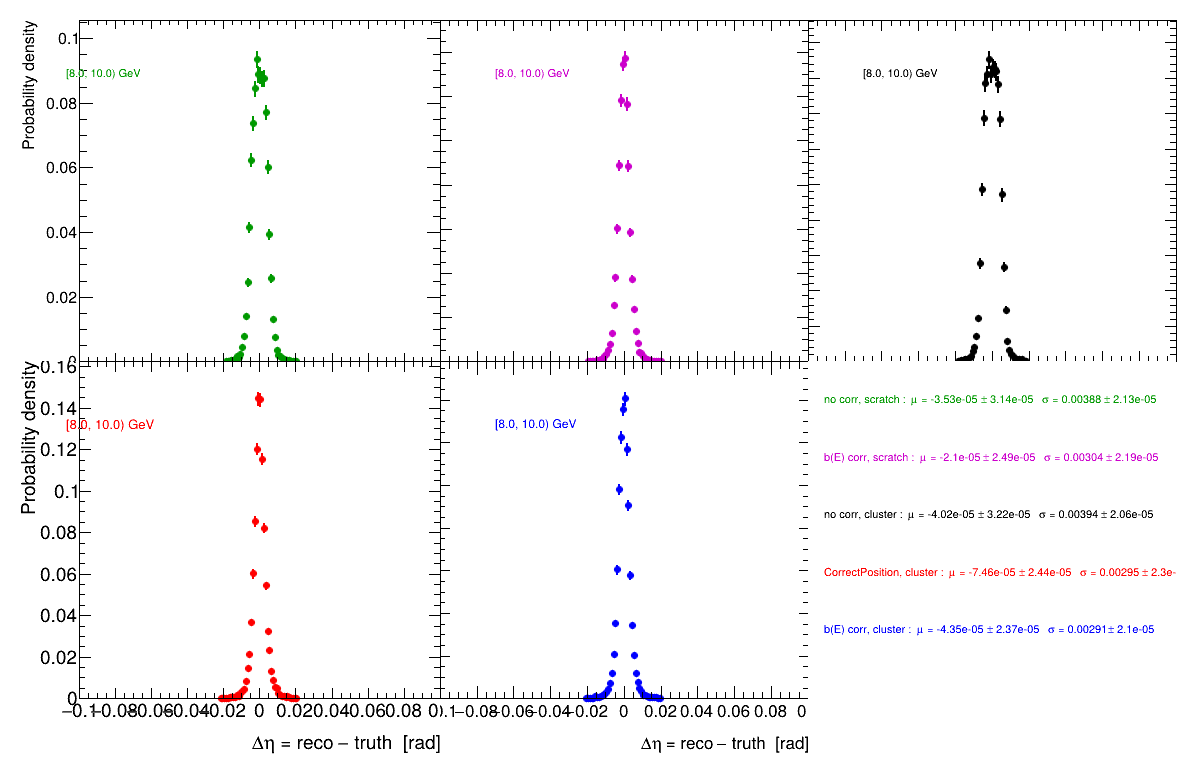 Probability density
0.1
0.08
0.06
0.04
0.02
[8.0, 10.0) GeV
[8.0, 10.0) GeV
[8.0, 10.0) GeV
Probability density
0.16
0.14
0.12
0.1
0.08
0.06
0.04
0.02
0
[8.0, 10.0) GeV
[8.0, 10.0) GeV
no corr, scratch : μ = -3.53e-05 ± 3.14e-05 σ = 0.00388 ± 2.13e-05
b(E) corr, scratch : μ = -2.1e-05 ± 2.49e-05 σ = 0.00304 ± 2.19e-05
no corr, cluster : μ = -4.02e-05 ± 3.22e-05 σ = 0.00394 ± 2.06e-05
CorrectPosition, cluster : μ = -7.46e-05 ± 2.44e-05 σ = 0.00295 ± 2.3e-
b(E) corr, cluster : μ = -4.35e-05 ± 2.37e-05 σ = 0.00291 ± 2.1e-05
−0.1 −0.08 −0.06 −0.04 −0.02 0 0.02 0.04 0.06 0.08 0.1
−0.08 −0.06 −0.04 −0.02 0 0.02 0.04 0.06 0.08 0
Δη = reco − truth [rad]
Δη = reco − truth [rad]